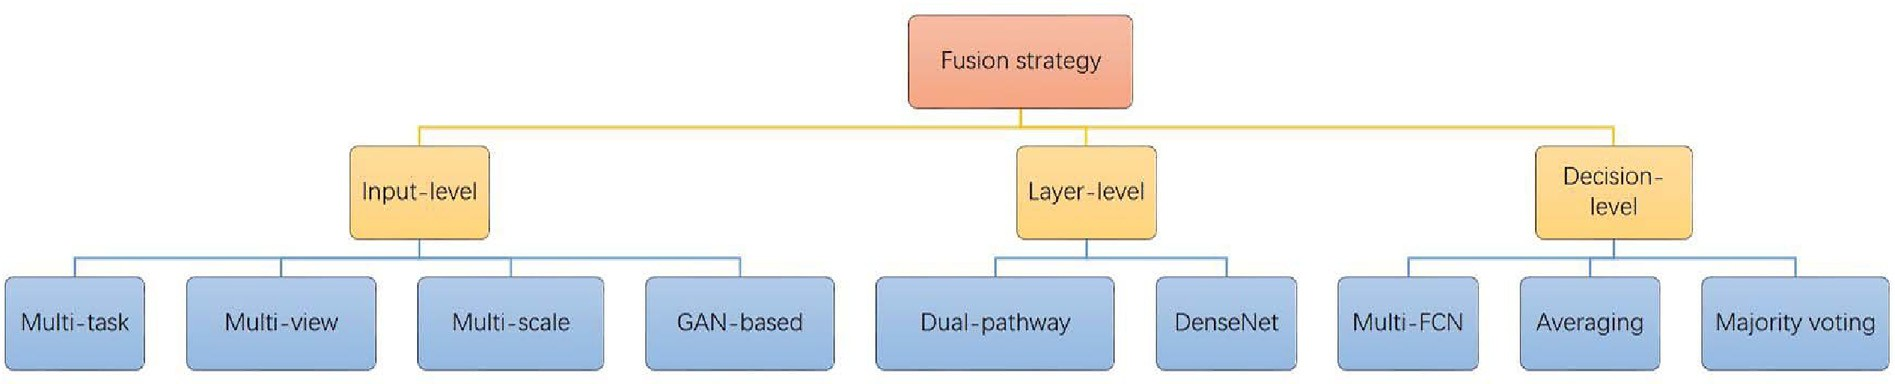 Fusion strategy
Input-level
Layer-level
Decision-
level
Multi-task
Multi-view
Multi-scale
GAN-based
Dual-pathway
DenseNet
Multi-FCN
Averaging
Majority voting